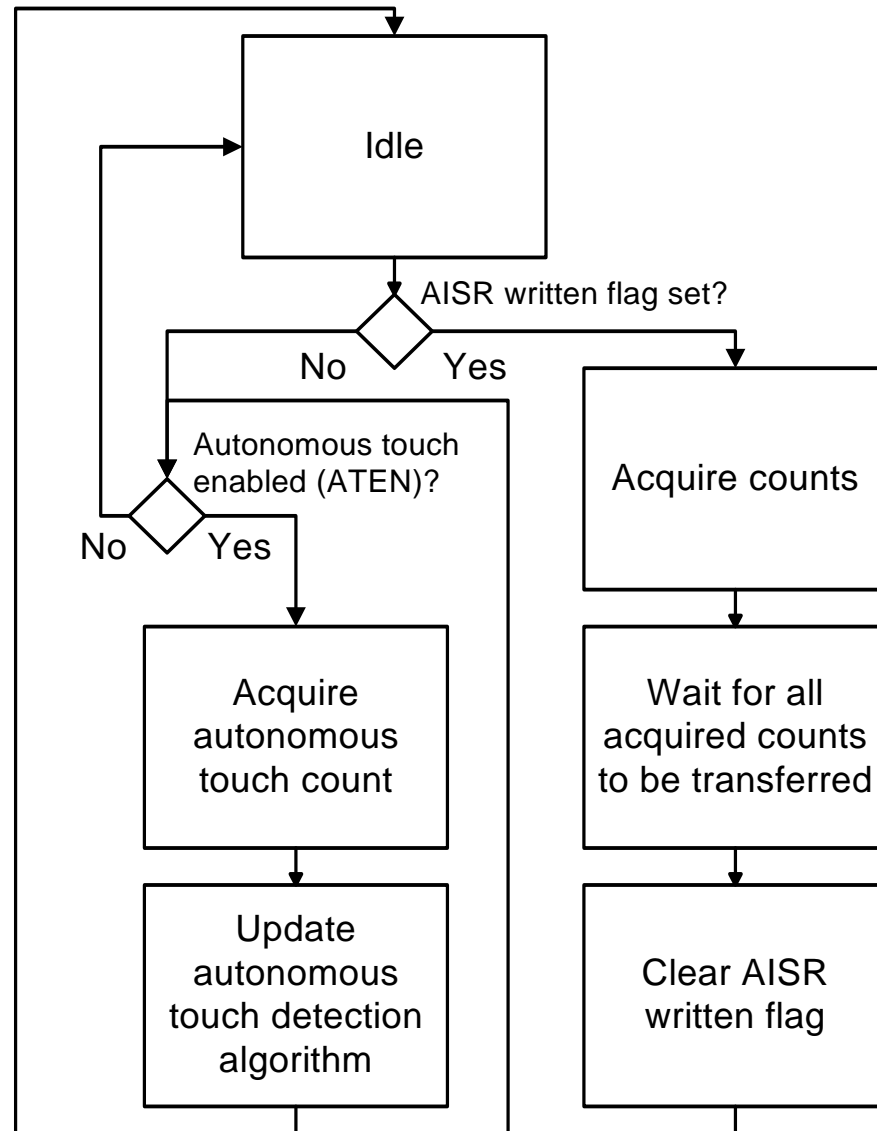 Idle
AISR written flag set?
No
Yes
Autonomous touch
enabled (ATEN)?
No
Yes
Acquire counts
Acquire
autonomous
touch count
Wait for all
acquired counts
to be transferred
Update
autonomous
touch detection
algorithm
Clear AISR
written flag